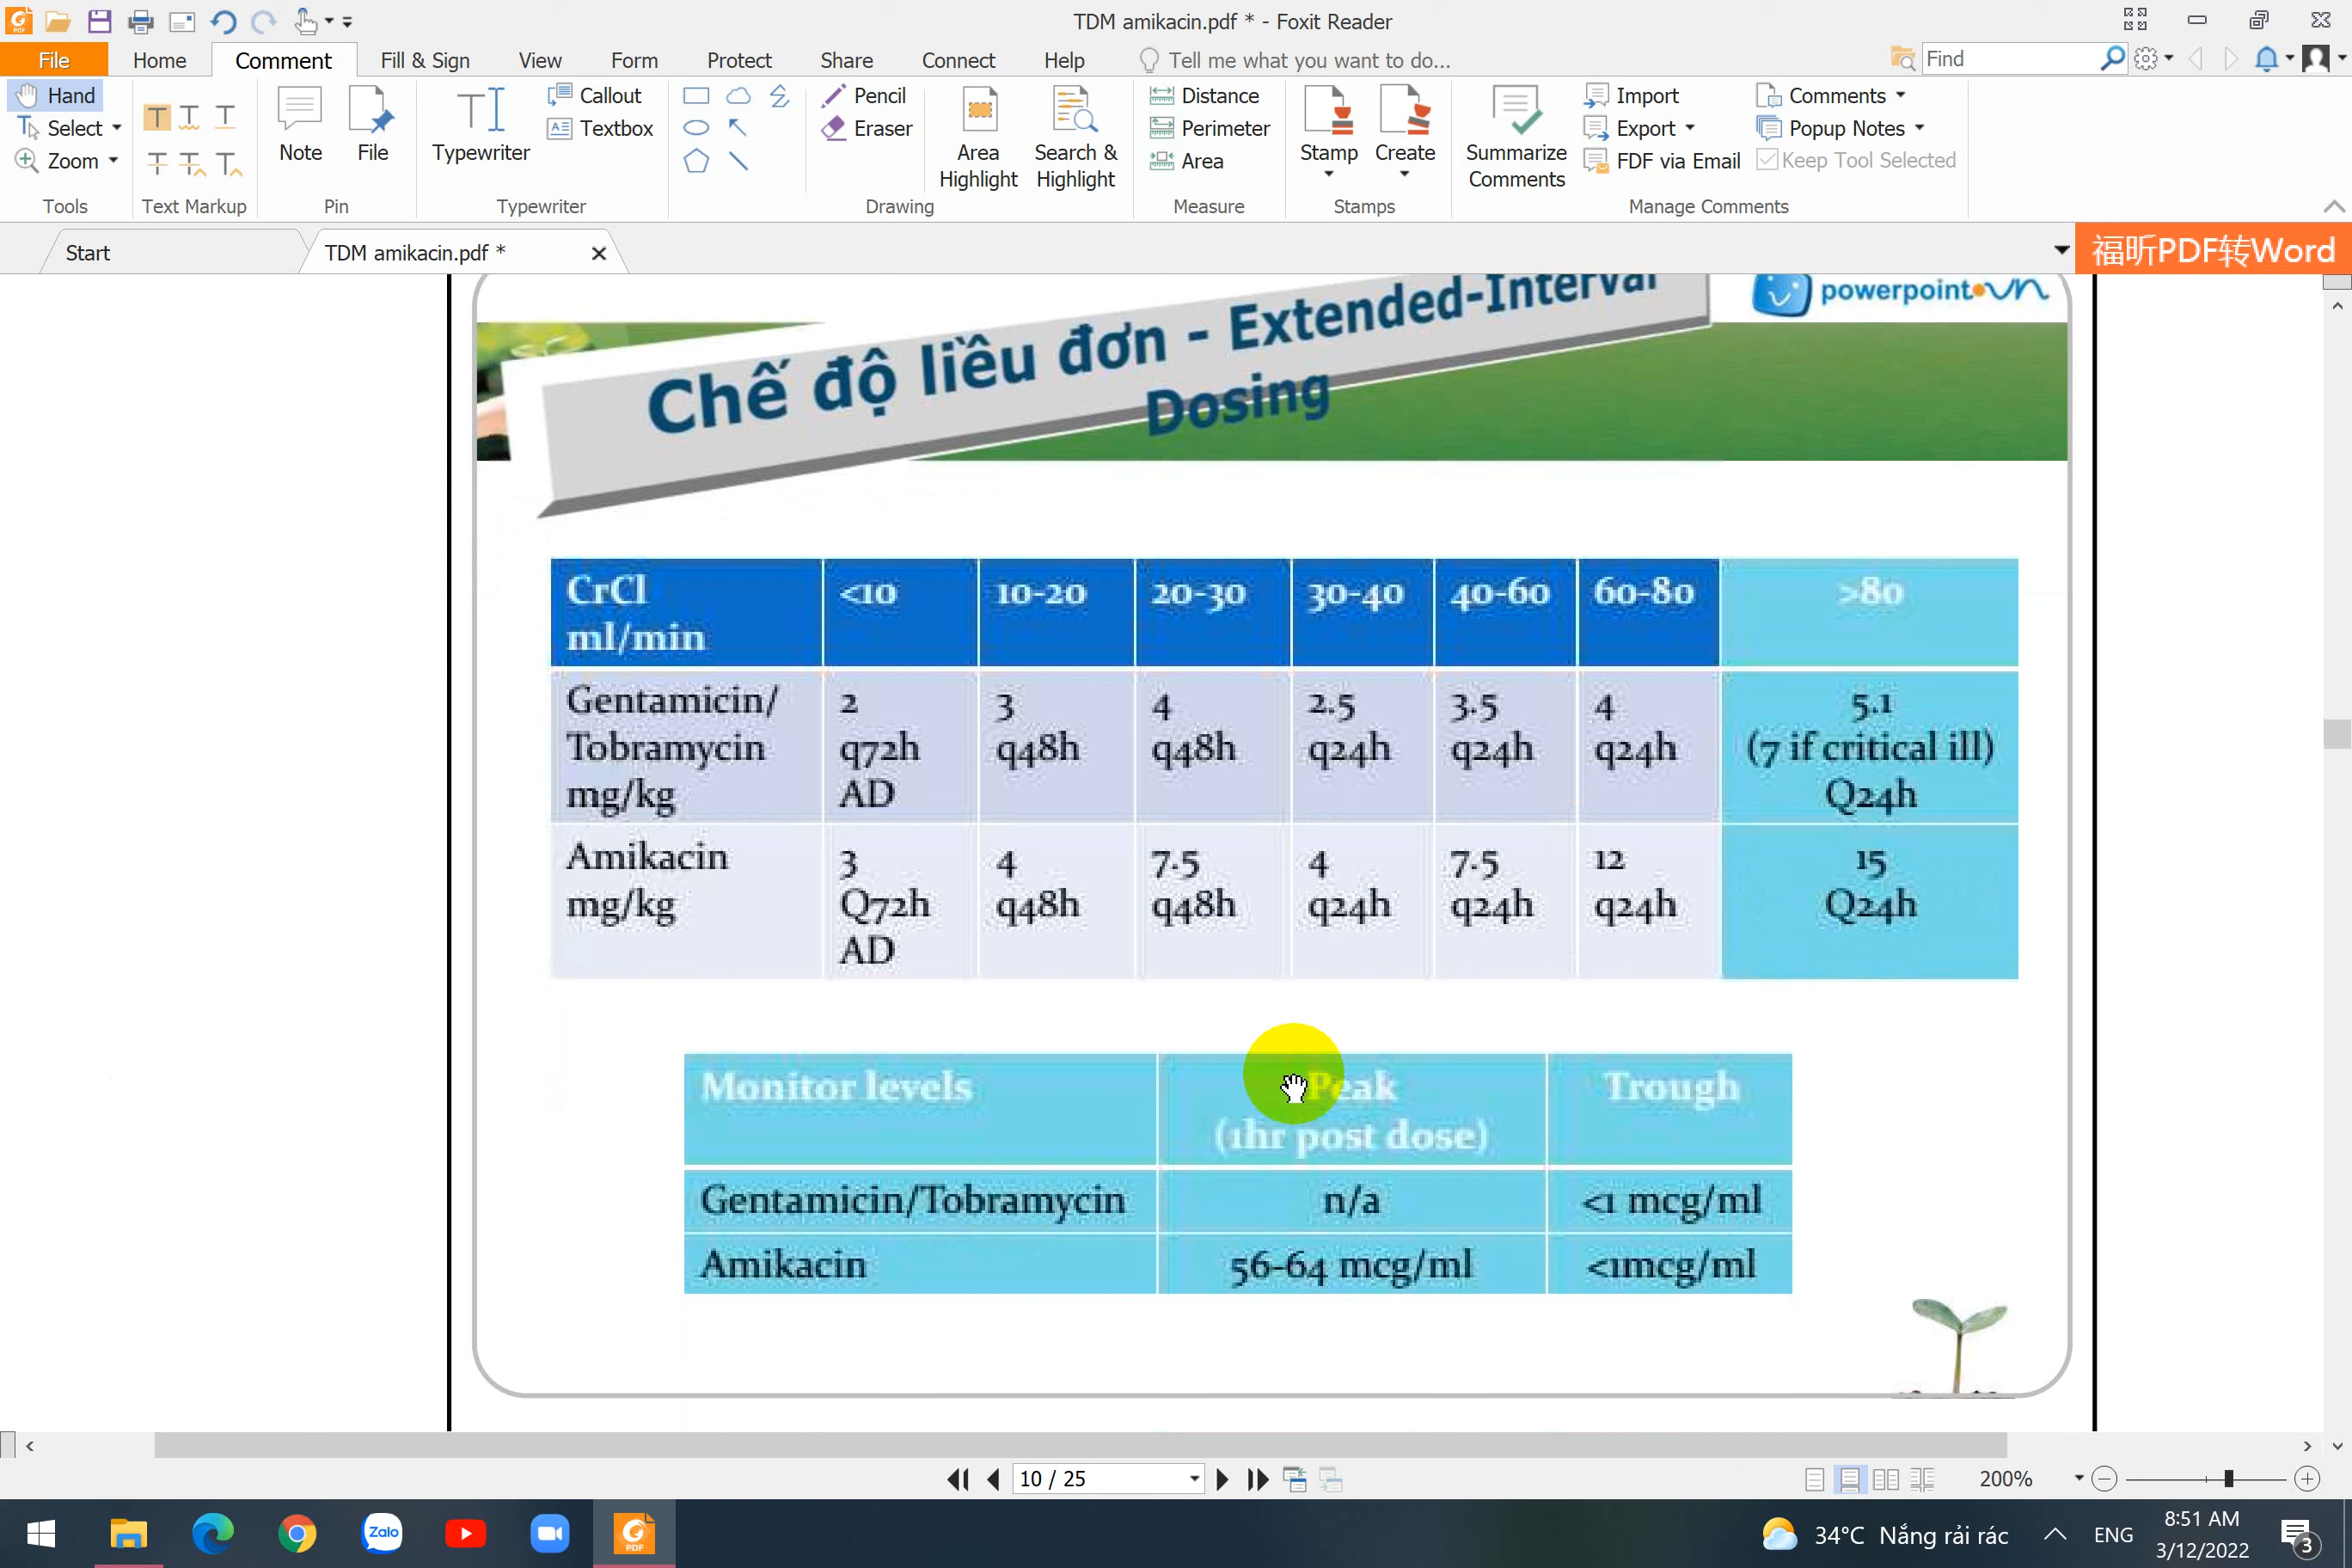 TDM amikacin.pdf * - Foxit Reader
File Home Comment Fill & Sign View Form Protect Share Connect Help Tell me what you want to do... Find
Hand
Select
Zoom
Tools
Text Markup
Note File
Pin
Typewriter
Callout
Textbox
Typewriter
Pencil
Eraser
Area
Highlight
Search &
Highlight
Drawing
Distance
Perimeter
Area
Measure
Stamp Create
Stamps
Summarize
Comments
Import
Export
FDF via Email
Comments
Popup Notes
Keep Tool Selected
Manage Comments
Start TDM amikacin.pdf * 福昕PDF转Word
powerpoint.vn
Chế độ liều đơn - Extended-Interval
Dosing
CrCl
ml/min
<10 10-20 20-30 30-40 40-60 60-80 >80
Gentamicin/
Tobramycin
mg/kg
2
q72h
AD
3
q48h
4
q48h
2.5
q24h
3.5
q24h
4
q24h
5.1
(7 if critical ill)
Q24h
Amikacin
mg/kg
3
Q72h
AD
4
q48h
7.5
q48h
4
q24h
7.5
q24h
12
q24h
15
Q24h
Monitor levels
Peak
(1hr post dose)
Trough
Gentamicin/Tobramycin n/a <1 mcg/ml
Amikacin 56-64 mcg/ml <1mcg/ml
10 / 25 200%
Zalo
PDF
34°C Nắng rải rác ENG
8:51 AM
3/12/2022
3